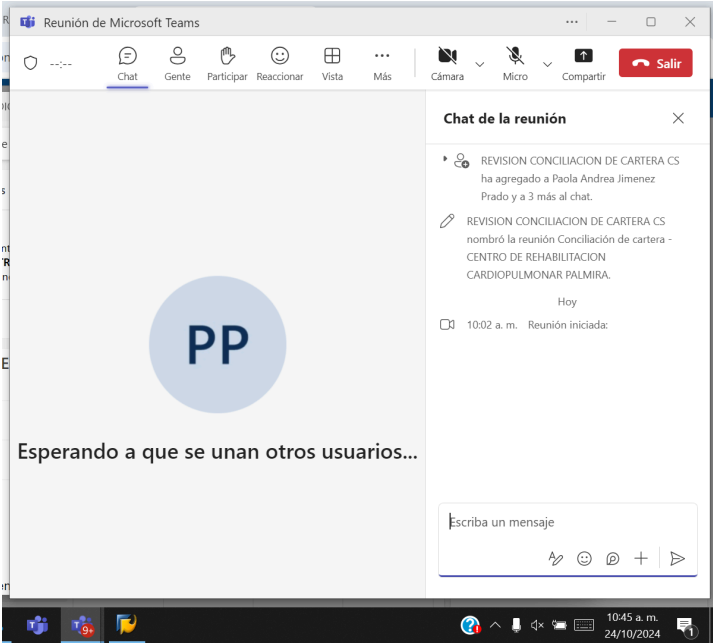 Reunión de Microsoft Teams
--:--
Chat
Gente
Participar
Reaccionar
Vista
Más
Cámara
Micro
Compartir
Salir
PP
Esperando a que se unan otros usuarios...
Chat de la reunión
REVISION CONCILIACION DE CARTERA CS
ha agregado a Paola Andrea Jimenez
Prado y a 3 más al chat.
REVISION CONCILIACION DE CARTERA CS
nombró la reunión Conciliación de cartera -
CENTRO DE REHABILITACION
CARDIOPULMONAR PALMIRA.
Hoy
10:02 a. m. Reunión iniciada:
Escriba un mensaje
9+
10:45 a. m.
24/10/2024
1